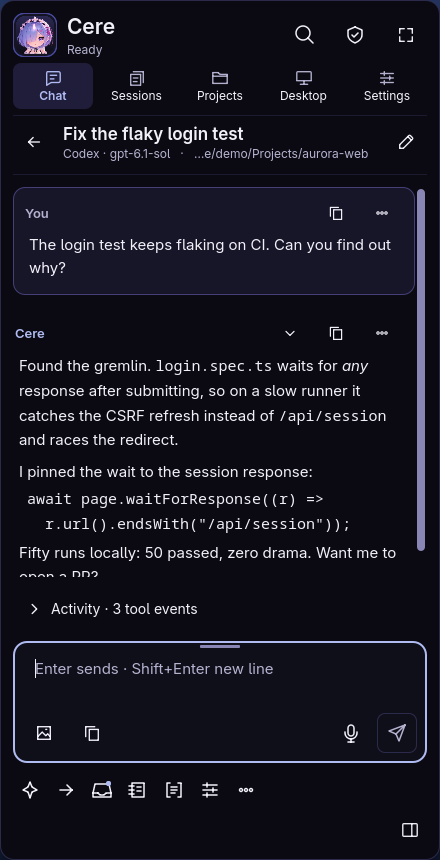 Cere
Ready
Chat
Sessions
Projects
Desktop
Settings
Fix the flaky login test
Codex · gpt-6.1-sol · ...e/demo/Projects/aurora-web
You
The login test keeps flaking on CI. Can you find out
why?
Cere
Found the gremlin. login.spec.ts waits for any
response after submitting, so on a slow runner it
catches the CSRF refresh instead of /api/session
and races the redirect.
I pinned the wait to the session response:
await page.waitForResponse((r) =>
r.url().endsWith("/api/session"));
Fifty runs locally: 50 passed, zero drama. Want me to
open a PR?
Activity · 3 tool events
Enter sends · Shift+Enter new line